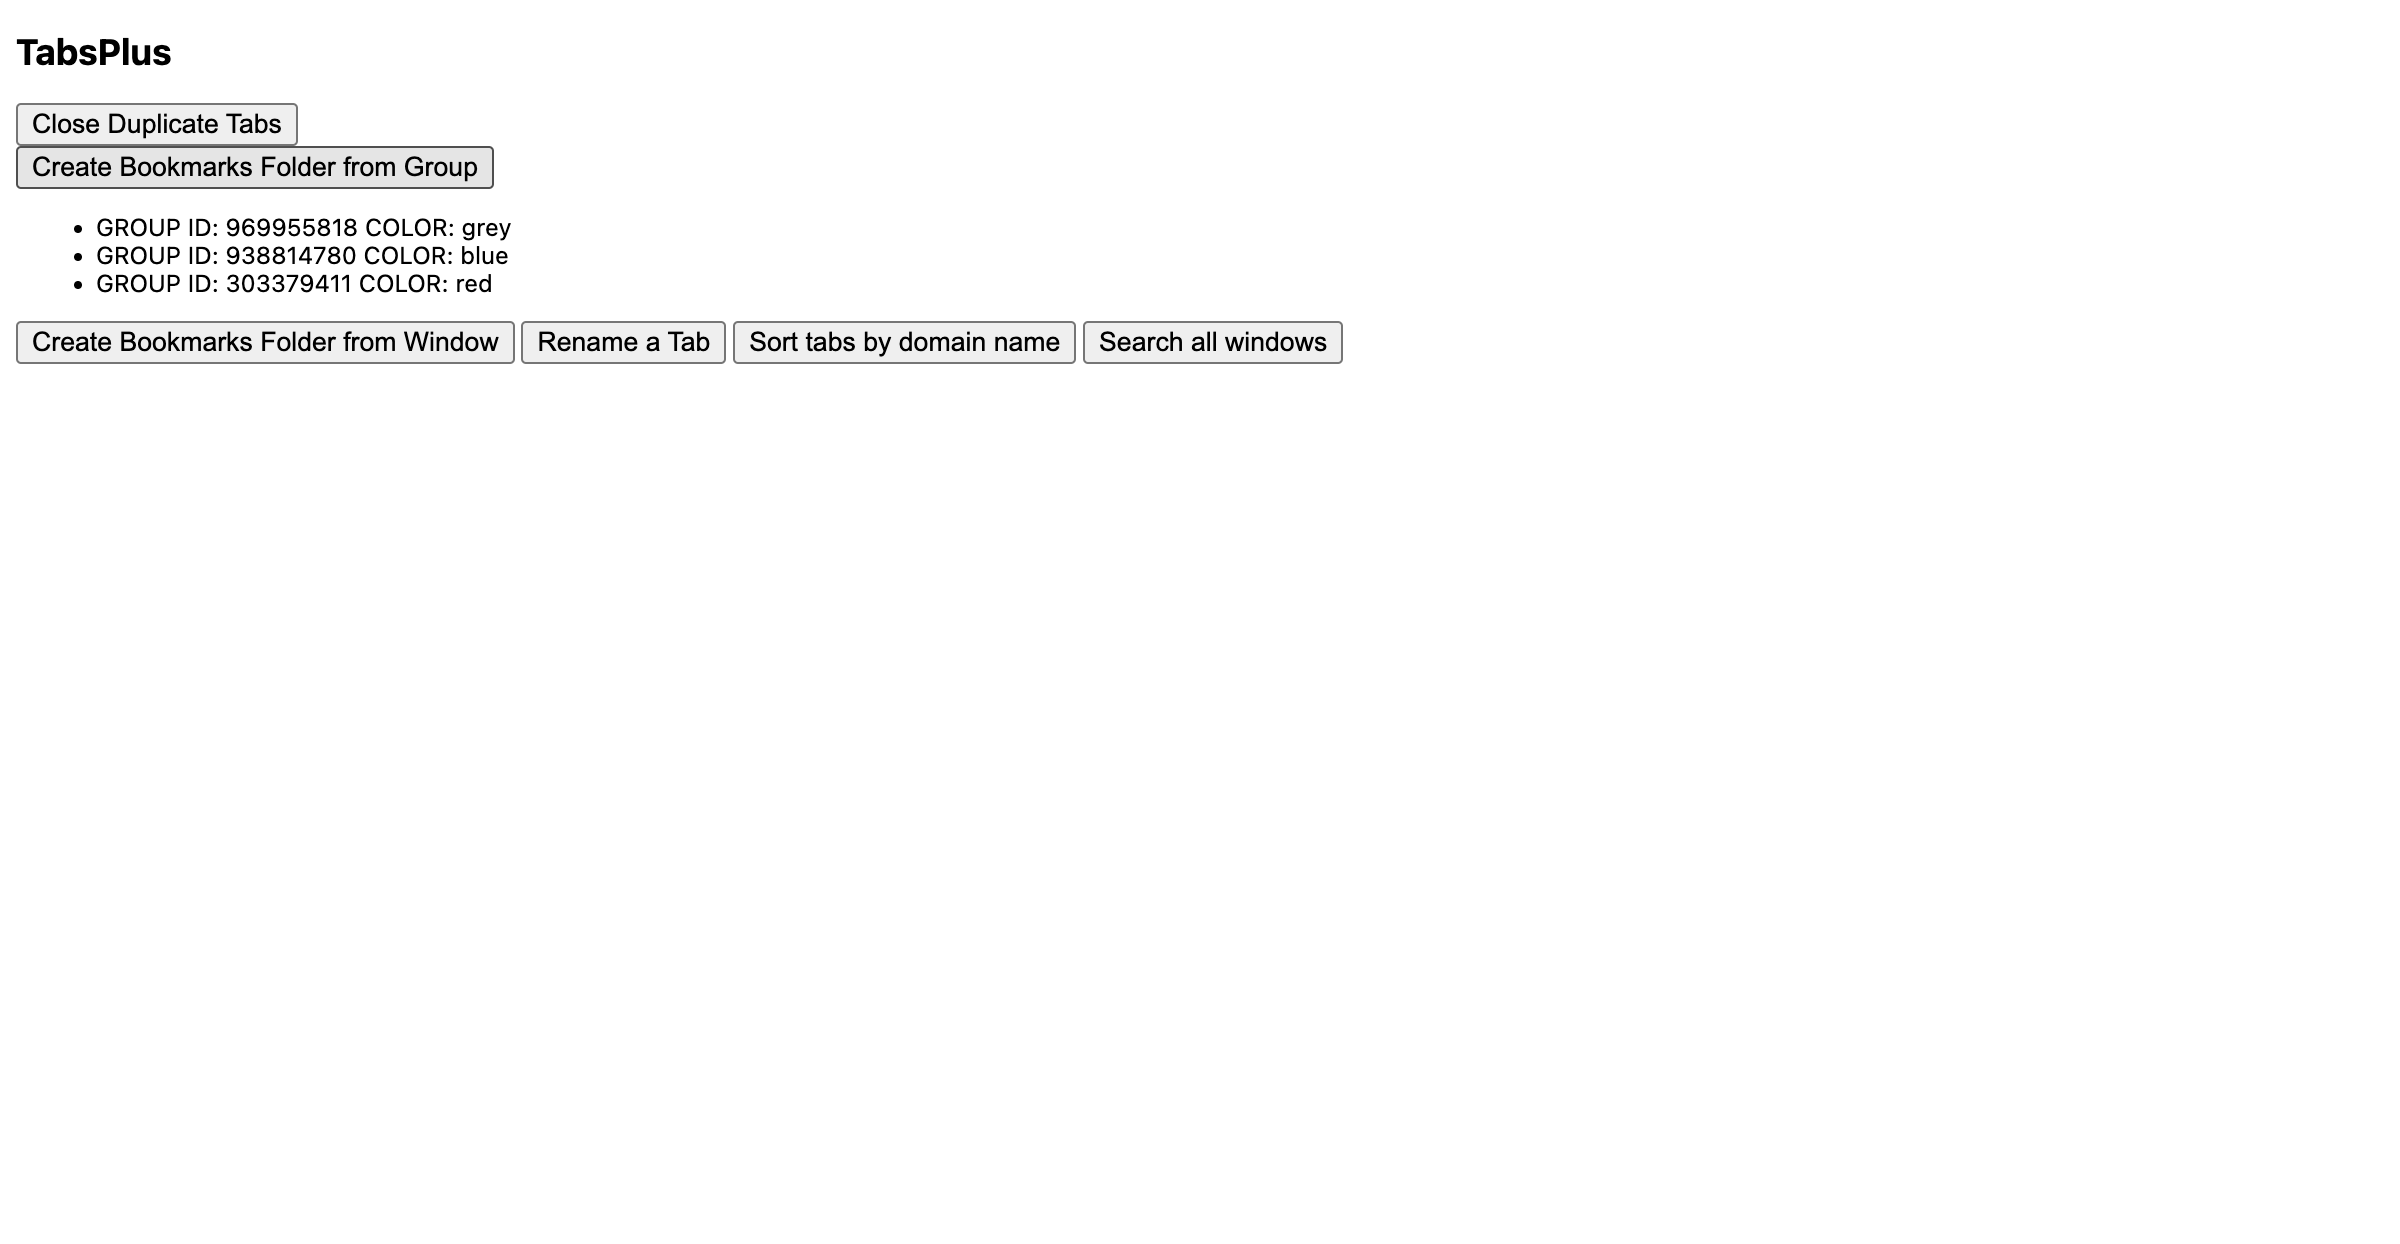 TabsPlus
Close Duplicate Tabs
Create Bookmarks Folder from Group
GROUP ID: 969955818 COLOR: grey
GROUP ID: 938814780 COLOR: blue
GROUP ID: 303379411 COLOR: red
Create Bookmarks Folder from Window Rename a Tab Sort tabs by domain name Search all windows